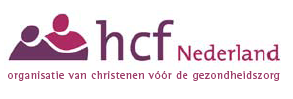 hcf Nederland
organisatie van christenen vóór de gezondheidszorg